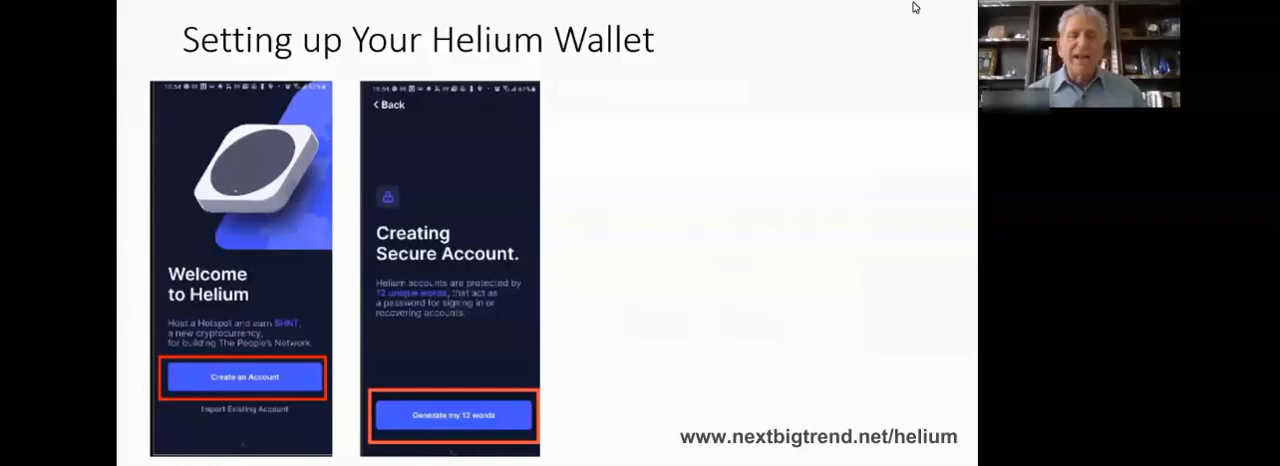 Setting up Your Helium Wallet
Back
Welcome
to Helium
Host a Hotspot and earn $HNT,
a new cryptocurrency,
for building The People's Network.
Create an Account
Import Existing Account
Creating
Secure Account.
Helium accounts are protected by
12 unique words, that act as
a password for signing in or
recovering accounts.
Generate my 12 words
www.nextbigtrend.net/helium